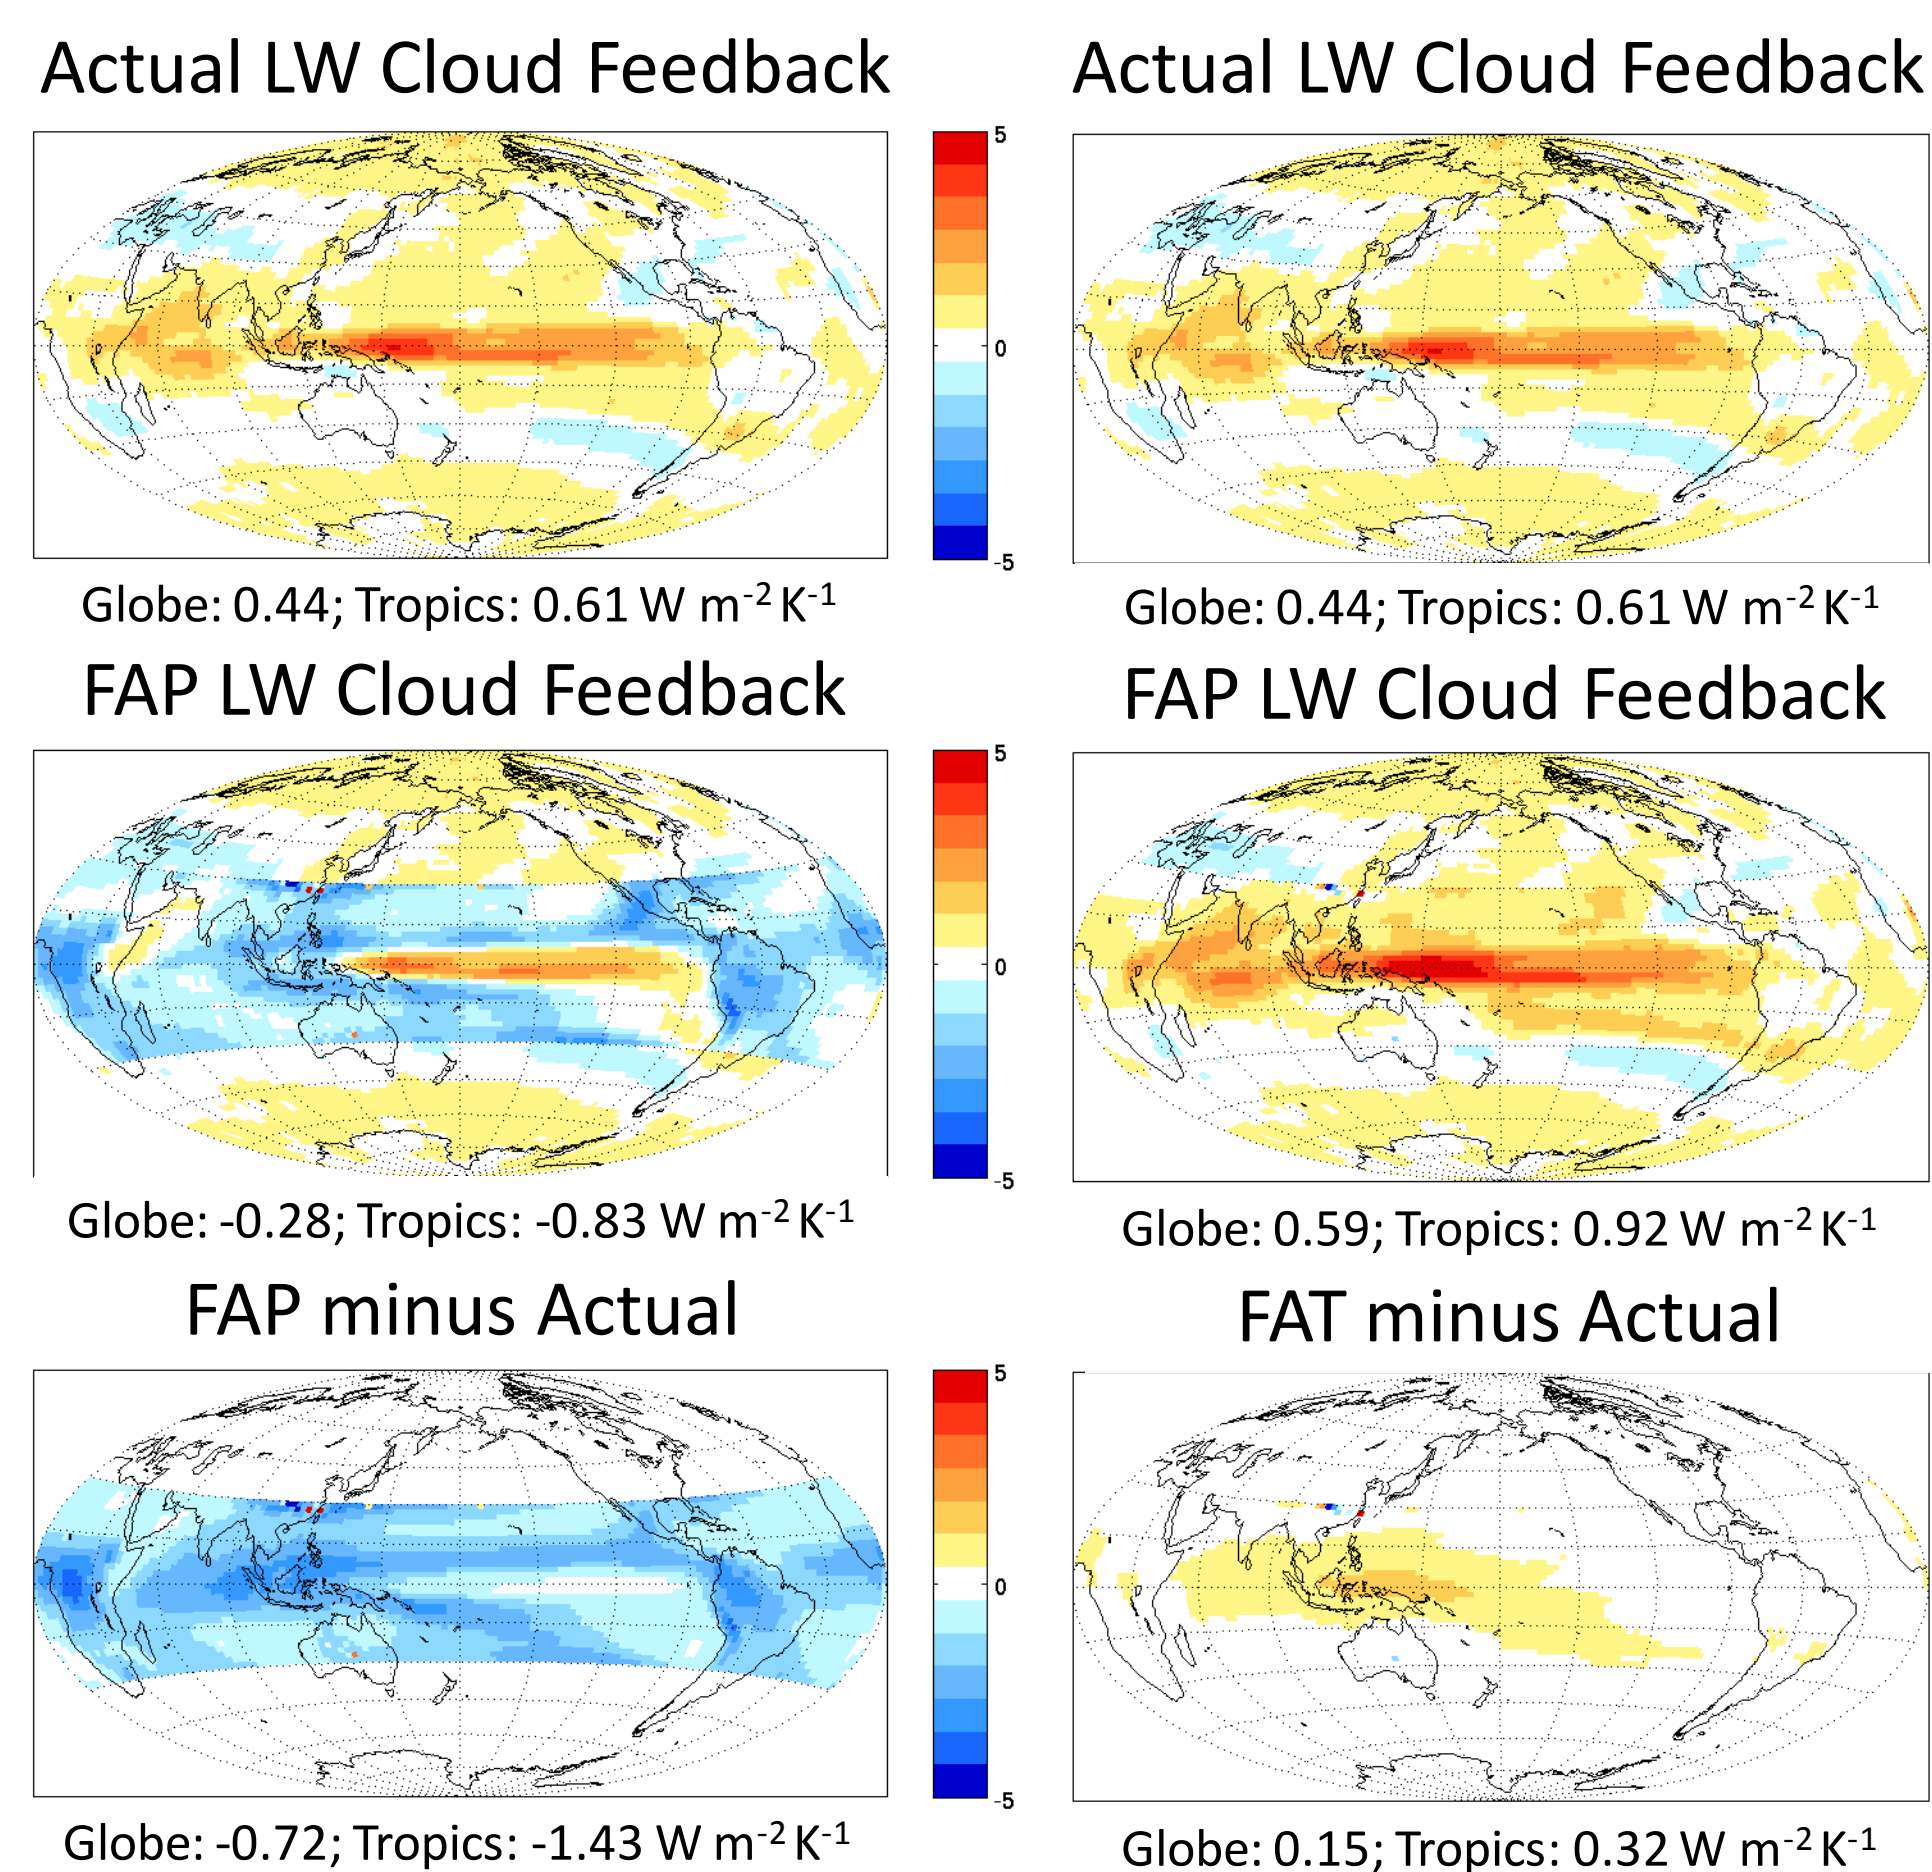 Actual LW Cloud Feedback
Actual LW Cloud Feedback
5
0
-5
Globe: 0.44; Tropics: 0.61 W m-2 K-1
Globe: 0.44; Tropics: 0.61 W m-2 K-1
FAP LW Cloud Feedback
FAP LW Cloud Feedback
5
0
-5
Globe: -0.28; Tropics: -0.83 W m-2 K-1
Globe: 0.59; Tropics: 0.92 W m-2 K-1
FAP minus Actual
FAT minus Actual
5
0
-5
Globe: -0.72; Tropics: -1.43 W m-2 K-1
Globe: 0.15; Tropics: 0.32 W m-2 K-1